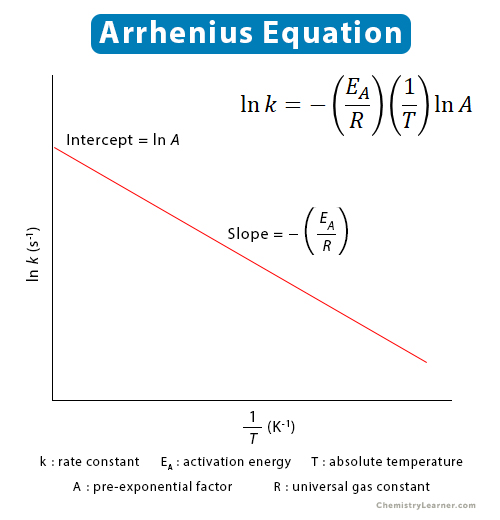 Arrhenius Equation
ln k = −(E_A/R)(1/T) ln A
Intercept = ln A
Slope = −(E_A/R)
ln k (s⁻¹)
1/T (K⁻¹)
k : rate constant E_A : activation energy T : absolute temperature
A : pre-exponential factor R : universal gas constant
ChemistryLearner.com